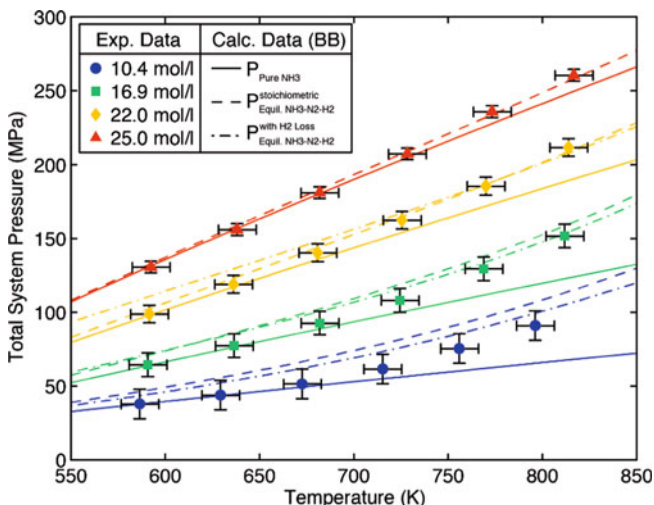 300
250
200
150
100
50
0
Total System Pressure (MPa)
Exp. Data Calc. Data (BB)
10.4 mol/l P Pure NH3
16.9 mol/l P stoichiometric Equil. NH3-N2-H2
22.0 mol/l P with H2 Loss Equil. NH3-N2-H2
25.0 mol/l
550 600 650 700 750 800 850
Temperature (K)